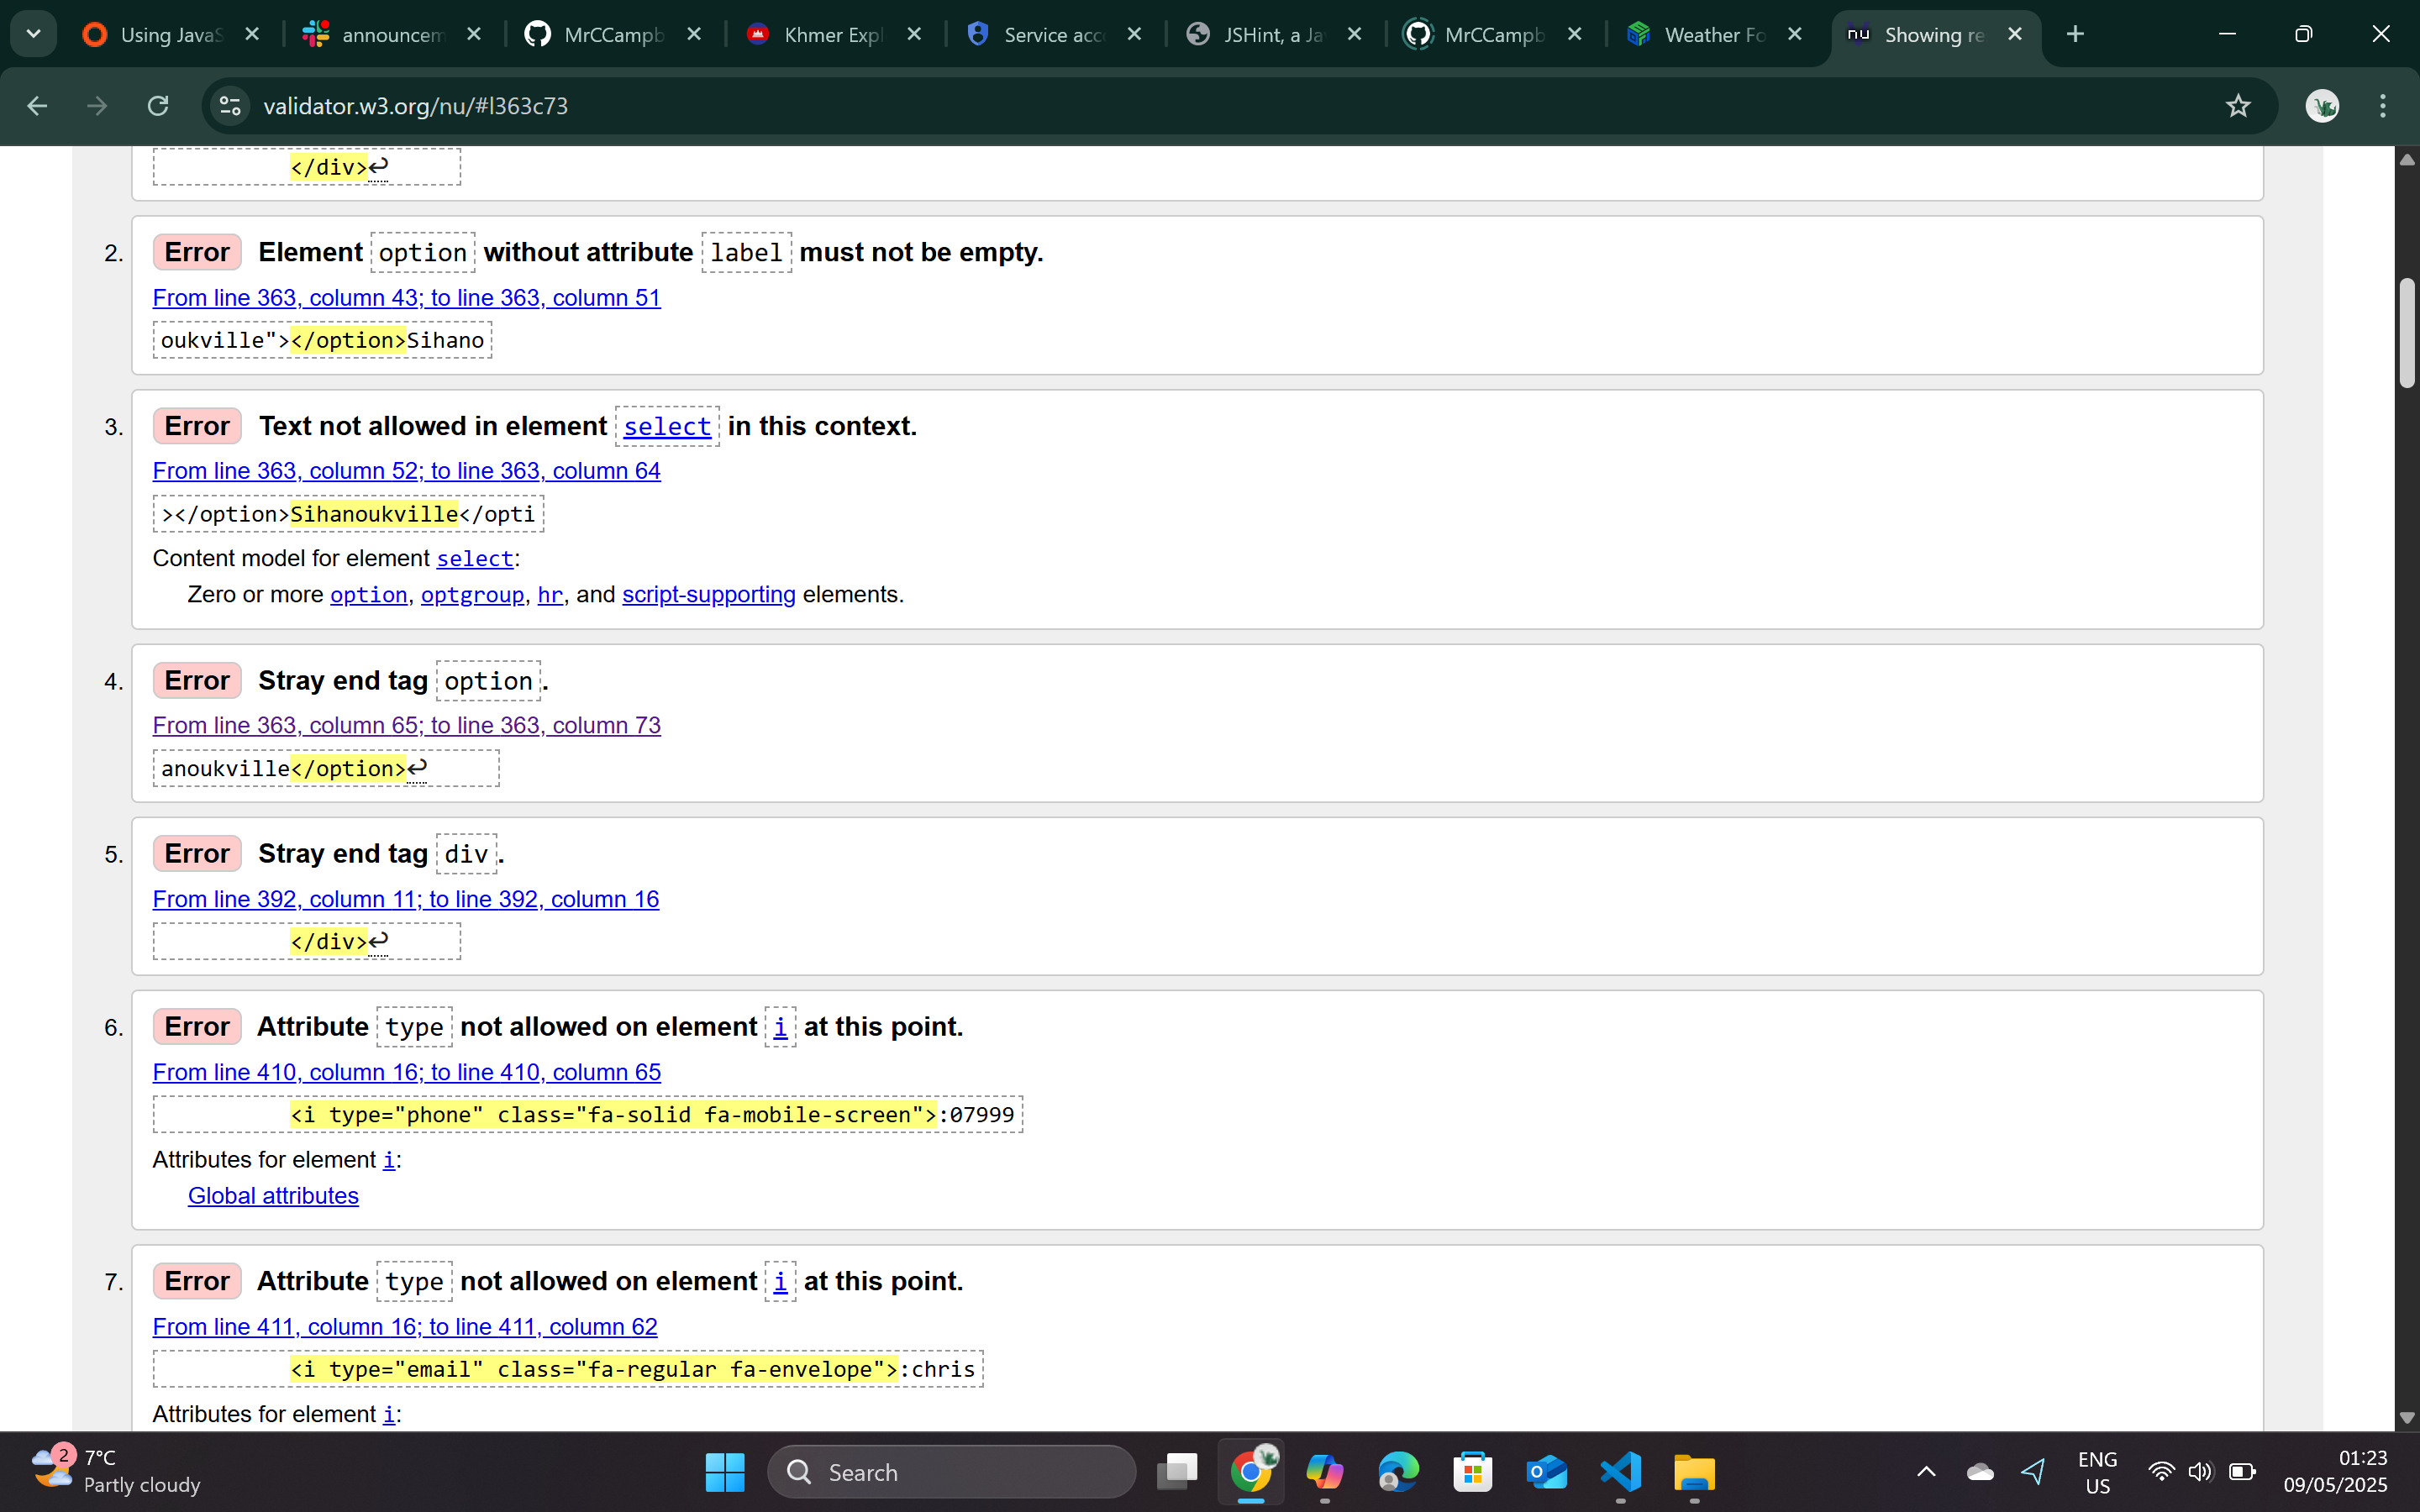 Using JavaS
announcem
MrCCampb
Khmer Expl
Service acc
JSHint, a Ja
MrCCampb
Weather Fo
nu Showing re
validator.w3.org/nu/#l363c73
</div>↩
2. Error Element option without attribute label must not be empty.
From line 363, column 43; to line 363, column 51
oukville"></option>Sihano
3. Error Text not allowed in element select in this context.
From line 363, column 52; to line 363, column 64
></option>Sihanoukville</opti
Content model for element select:
Zero or more option, optgroup, hr, and script-supporting elements.
4. Error Stray end tag option.
From line 363, column 65; to line 363, column 73
anoukville</option>↩
5. Error Stray end tag div.
From line 392, column 11; to line 392, column 16
</div>↩
6. Error Attribute type not allowed on element i at this point.
From line 410, column 16; to line 410, column 65
<i type="phone" class="fa-solid fa-mobile-screen">:07999
Attributes for element i:
Global attributes
7. Error Attribute type not allowed on element i at this point.
From line 411, column 16; to line 411, column 62
<i type="email" class="fa-regular fa-envelope">:chris
Attributes for element i:
2
7°C
Partly cloudy
Search
ENG
US
01:23
09/05/2025